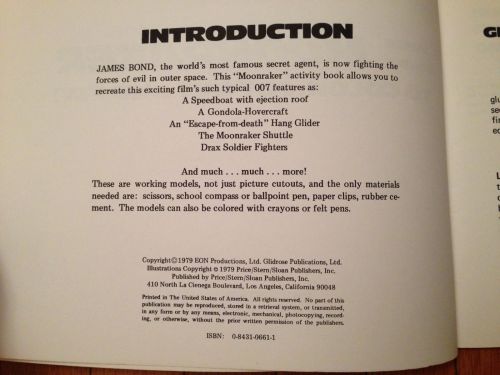 INTRODUCTION
JAMES BOND, the world's most famous secret agent, is now fighting the
forces of evil in outer space. This "Moonraker" activity book allows you to
recreate this exciting film's such typical 007 features as:
A Speedboat with ejection roof
A Gondola-Hovercraft
An "Escape-from-death" Hang Glider
The Moonraker Shuttle
Drax Soldier Fighters
And much . . . much . . . more!
These are working models, not just picture cutouts, and the only materials
needed are: scissors, school compass or ballpoint pen, paper clips, rubber ce-
ment. The models can also be colored with crayons or felt pens.
Copyright © 1979 EON Productions, Ltd. Glidrose Publications, Ltd.
Illustrations Copyright © 1979 Price/Stern/Sloan Publishers, Inc.
Published by Price/Stern/Sloan Publishers, Inc.
410 North La Cienega Boulevard, Los Angeles, California 90048
Printed in The United States of America. All rights reserved. No part of this
publication may be reproduced, stored in a retrieval system, or transmitted,
in any form or by any means, electronic, mechanical, photocopying, record-
ing, or otherwise, without the prior written permission of the publishers.
ISBN: 0-8431-0661-1